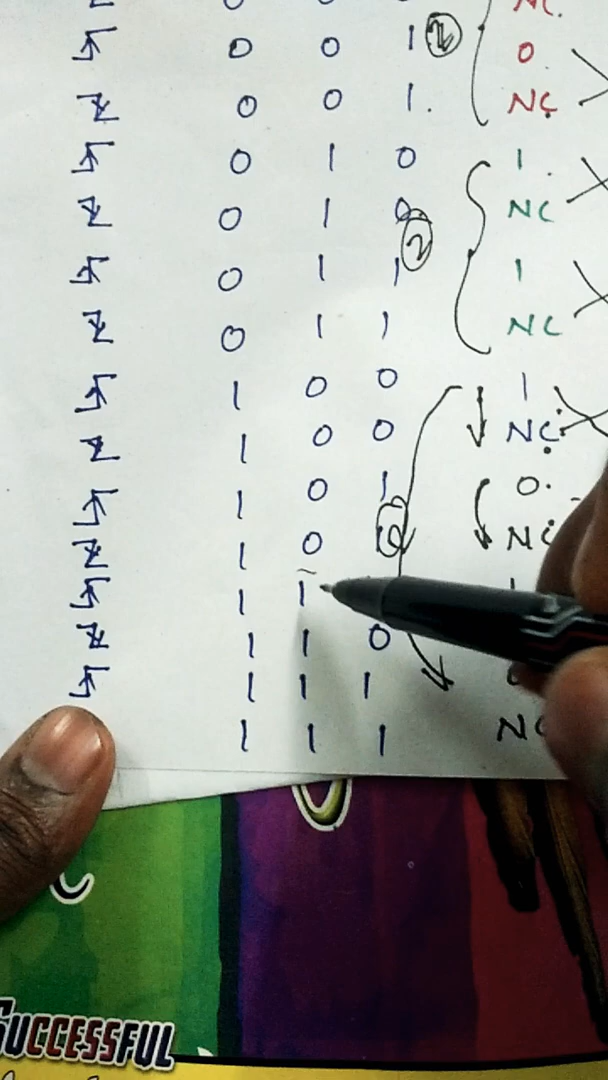 0 0 1 0.
0 0 1. NC
0 1 0 1.
0 1 0 NC
2
0 1 1 1
0 1 1 NC
1 0 0 1
1 0 0 NC.
1 0 1 0.
1 0 NC
1 1
1 1 0
1 1 1
1 1 1 NC
SUCCESSFUL